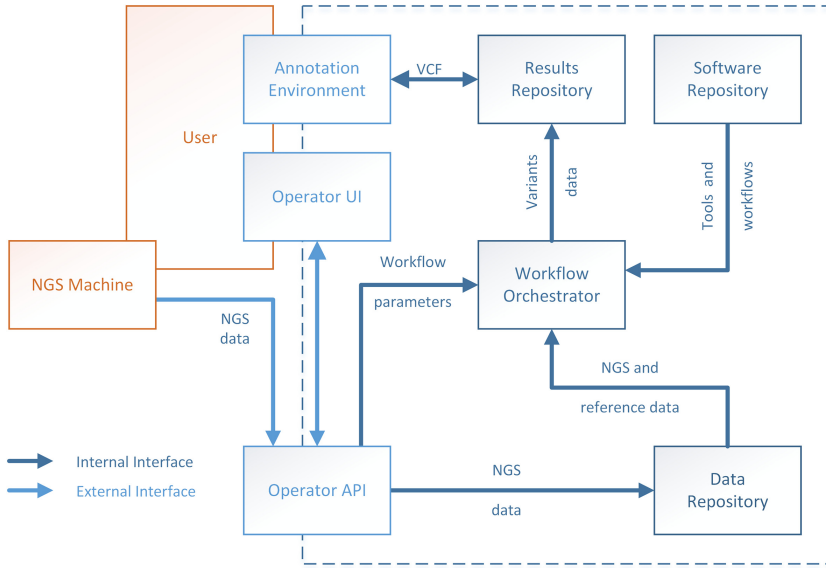 Annotation
Environment
VCF
Results
Repository
Software
Repository
User
Operator UI
Variants
data
Tools and
workflows
NGS Machine
Workflow
parameters
Workflow
Orchestrator
NGS
data
NGS and
reference data
Internal Interface
External Interface
Operator API
NGS
data
Data
Repository